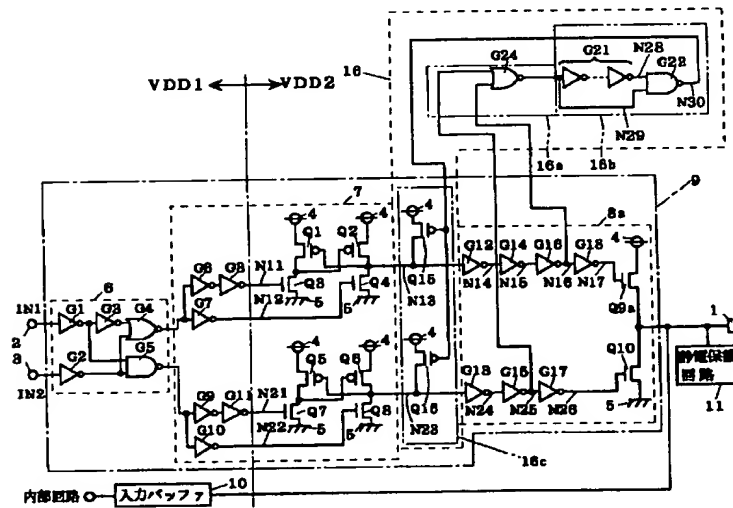 G24
G21
N28
G22
16
N29
N30
VDD1
VDD2
16a
16b
9
7
8a
4
4
4
4
Q1
Q2
G12
G14
G16
G18
6
G6
G8
N11
Q15
N14
N15
N16
N17
IN1
G1
G3
G4
G7
N12
Q3
5
Q4
5
N13
Q9a
2
4
4
4
1
3
G2
G5
Q5
Q6
G13
G15
G17
Q10
静電保護
回路
IN2
G9
G11
N21
Q7
Q8
Q16
N24
N25
N26
5
11
G10
N22
5
5
N23
16c
内部回路
入力バッファ
10